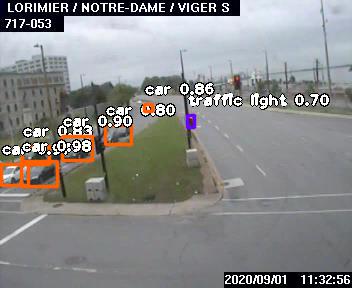 LORIMIER / NOTRE-DAME / VIGER S
717-053
car 0.86
0.80
traffic light 0.70
car 0.90
car 0.83
car 0.98
2020/09/01 11:32:56